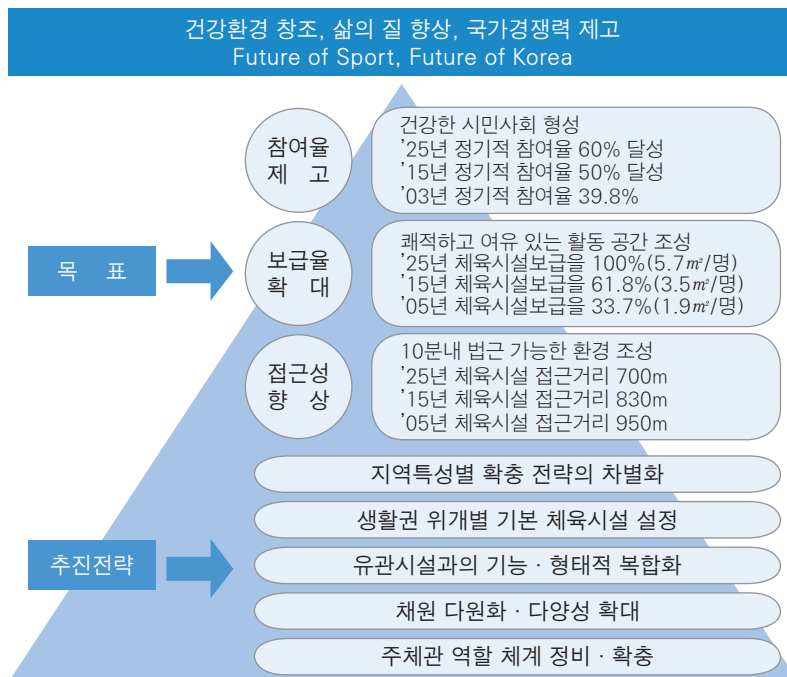 건강환경 창조, 삶의 질 향상, 국가경쟁력 제고
Future of Sport, Future of Korea
참여율
제 고
건강한 시민사회 형성
'25년 정기적 참여율 60% 달성
'15년 정기적 참여율 50% 달성
'03년 정기적 참여율 39.8%
목 표
보급율
확 대
쾌적하고 여유 있는 활동 공간 조성
'25년 체육시설보급을 100%(5.7㎡/명)
'15년 체육시설보급을 61.8%(3.5㎡/명)
'05년 체육시설보급을 33.7%(1.9㎡/명)
접근성
향 상
10분내 법근 가능한 환경 조성
'25년 체육시설 접근거리 700m
'15년 체육시설 접근거리 830m
'05년 체육시설 접근거리 950m
추진전략
지역특성별 확충 전략의 차별화
생활권 위개별 기본 체육시설 설정
유관시설과의 기능 · 형태적 복합화
채원 다원화 · 다양성 확대
주체관 역할 체계 정비 · 확충